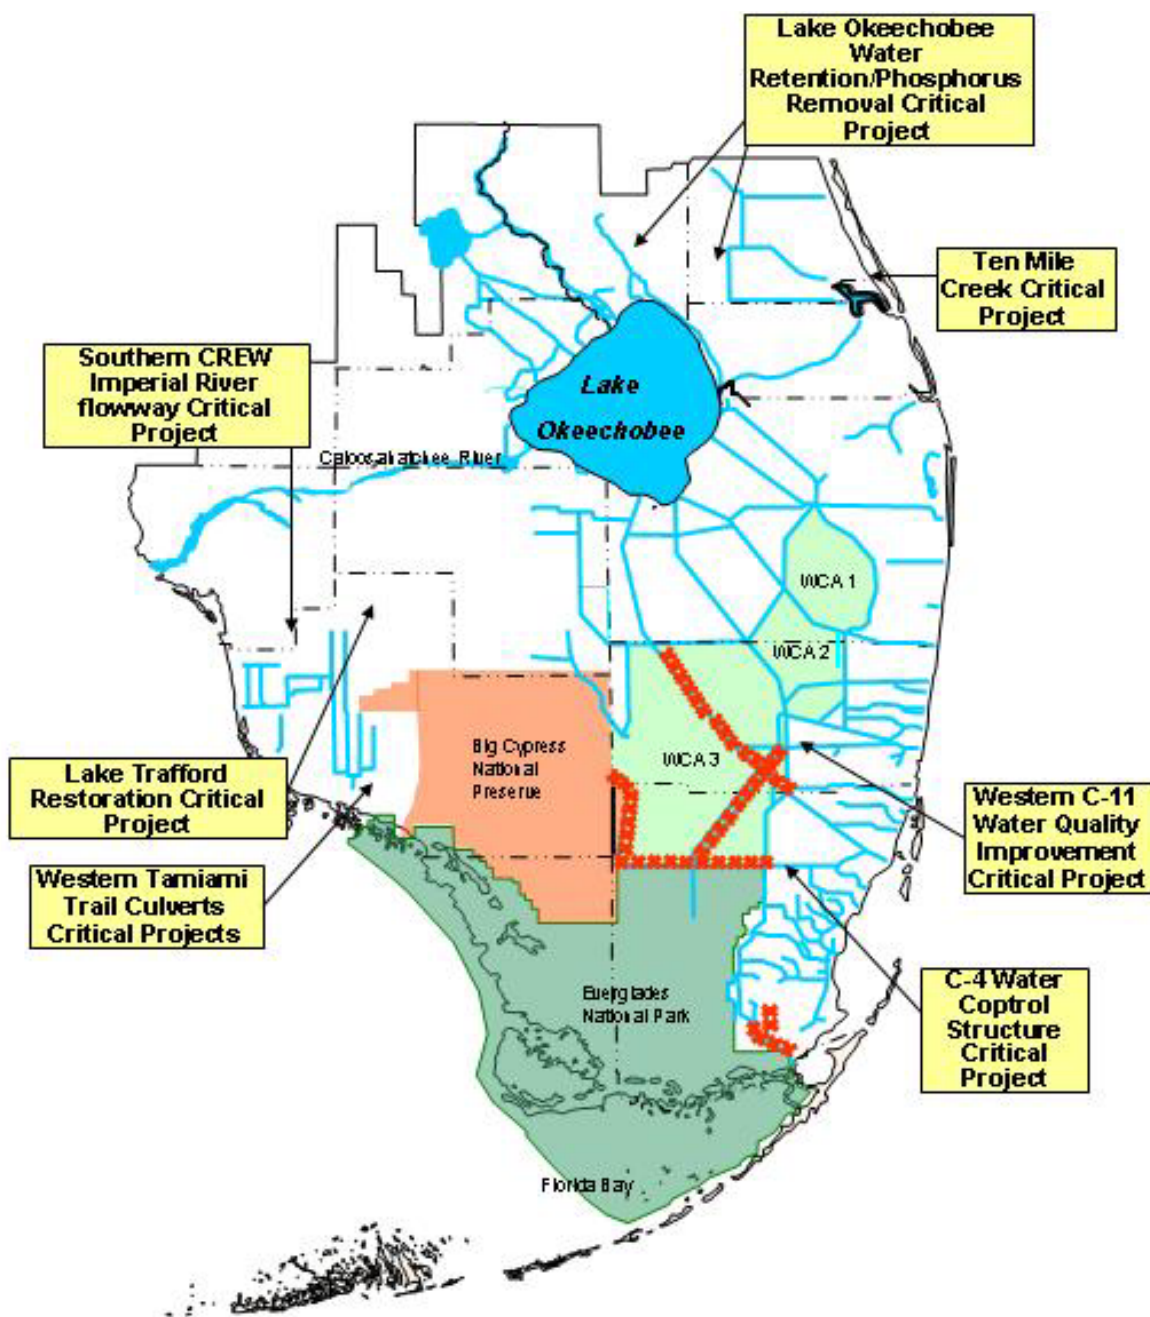 Lake Okeechobee
Water
Retention/Phosphorus
Removal Critical
Project
Ten Mile
Creek Critical
Project
Southern CREW
Imperial River
flowway Critical
Project
Lake
Okeechobee
Caloosahatchee River
WCA 1
WCA 2
WCA 3
Big Cypress
National
Preserve
Lake Trafford
Restoration Critical
Project
Western Tamiami
Trail Culverts
Critical Projects
Western C-11
Water Quality
Improvement
Critical Project
C-4 Water
Coptrol
Structure
Critical
Project
Everglades
National Park
Florida Bay